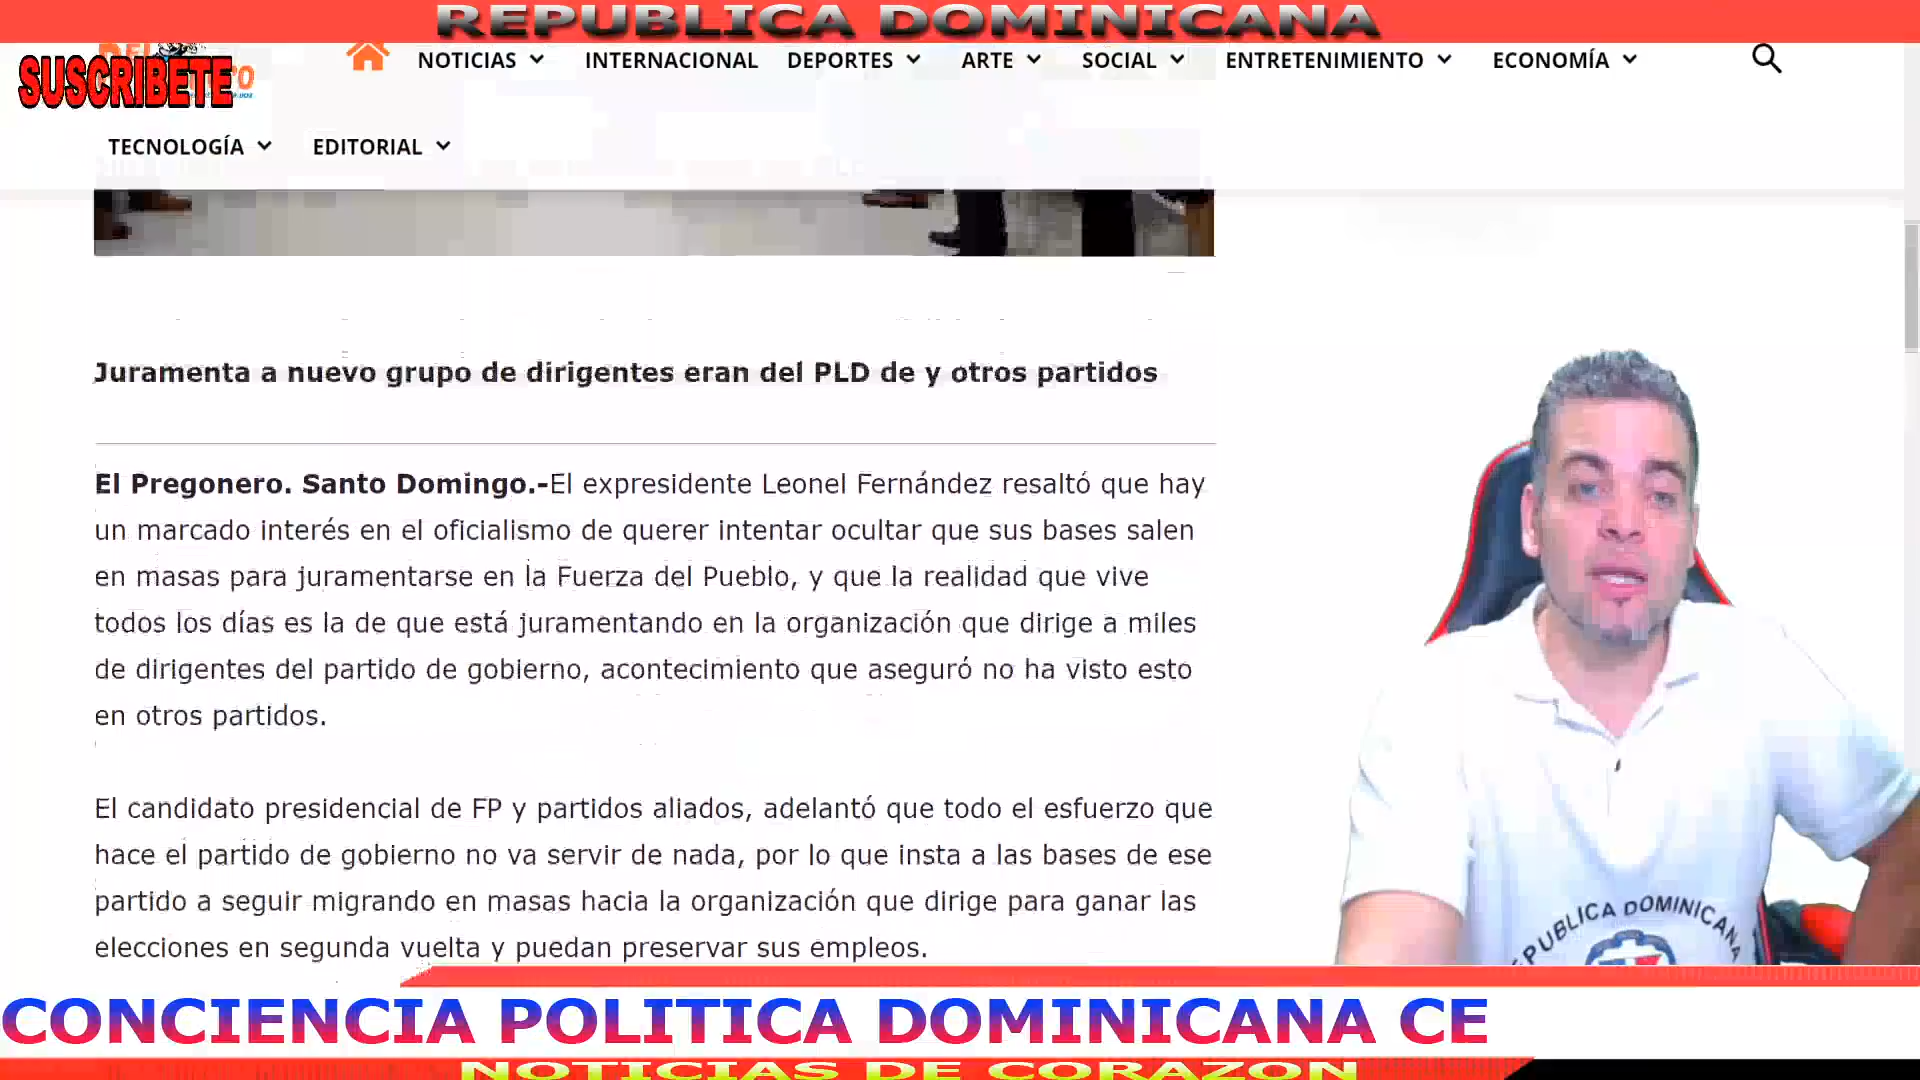 REPUBLICA DOMINICANA
SUSCRIBETE
NOTICIAS INTERNACIONAL DEPORTES ARTE SOCIAL ENTRETENIMIENTO ECONOMÍA
TECNOLOGÍA EDITORIAL
Juramenta a nuevo grupo de dirigentes eran del PLD de y otros partidos
El Pregonero. Santo Domingo.-El expresidente Leonel Fernández resaltó que hay
un marcado interés en el oficialismo de querer intentar ocultar que sus bases salen
en masas para juramentarse en la Fuerza del Pueblo, y que la realidad que vive
todos los días es la de que está juramentando en la organización que dirige a miles
de dirigentes del partido de gobierno, acontecimiento que aseguró no ha visto esto
en otros partidos.
El candidato presidencial de FP y partidos aliados, adelantó que todo el esfuerzo que
hace el partido de gobierno no va servir de nada, por lo que insta a las bases de ese
partido a seguir migrando en masas hacia la organización que dirige para ganar las
elecciones en segunda vuelta y puedan preservar sus empleos.
REPUBLICA DOMINICANA
CONCIENCIA POLITICA DOMINICANA CE
NOTICIAS DE CORAZON